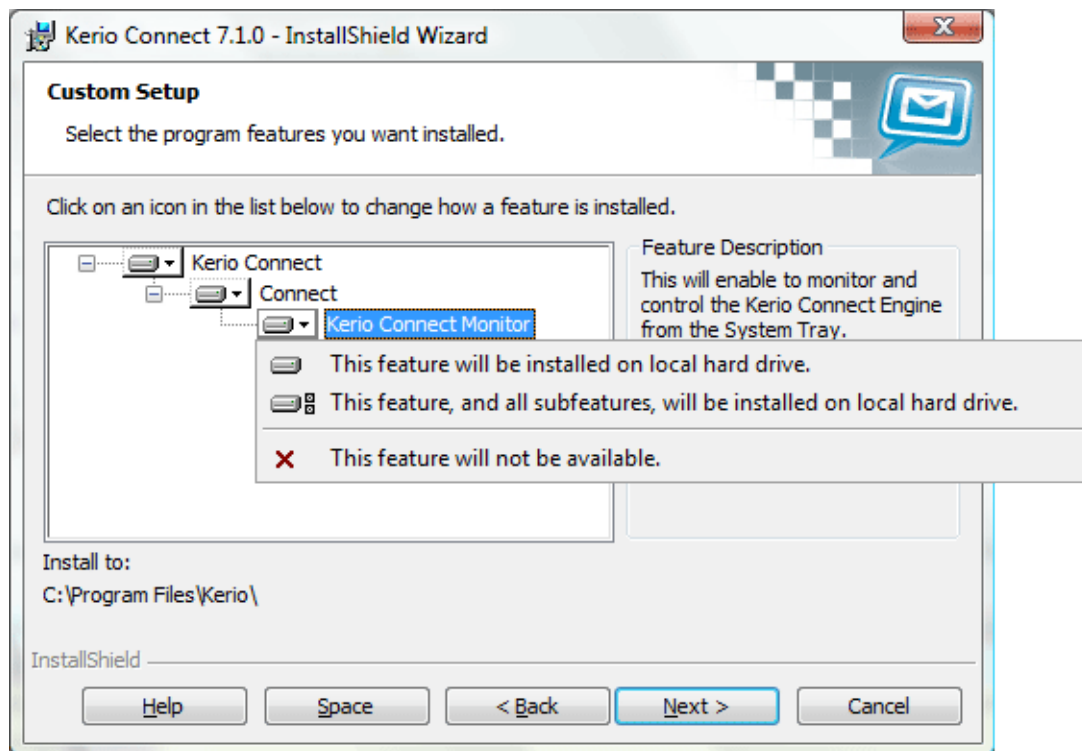 Kerio Connect 7.1.0 - InstallShield Wizard
Custom Setup
Select the program features you want installed.
Click on an icon in the list below to change how a feature is installed.
Kerio Connect
Connect
Kerio Connect Monitor
Feature Description
This will enable to monitor and
control the Kerio Connect Engine
from the System Tray.
This feature will be installed on local hard drive.
This feature, and all subfeatures, will be installed on local hard drive.
This feature will not be available.
Install to:
C:\Program Files\Kerio\
InstallShield
Help
Space
< Back
Next >
Cancel